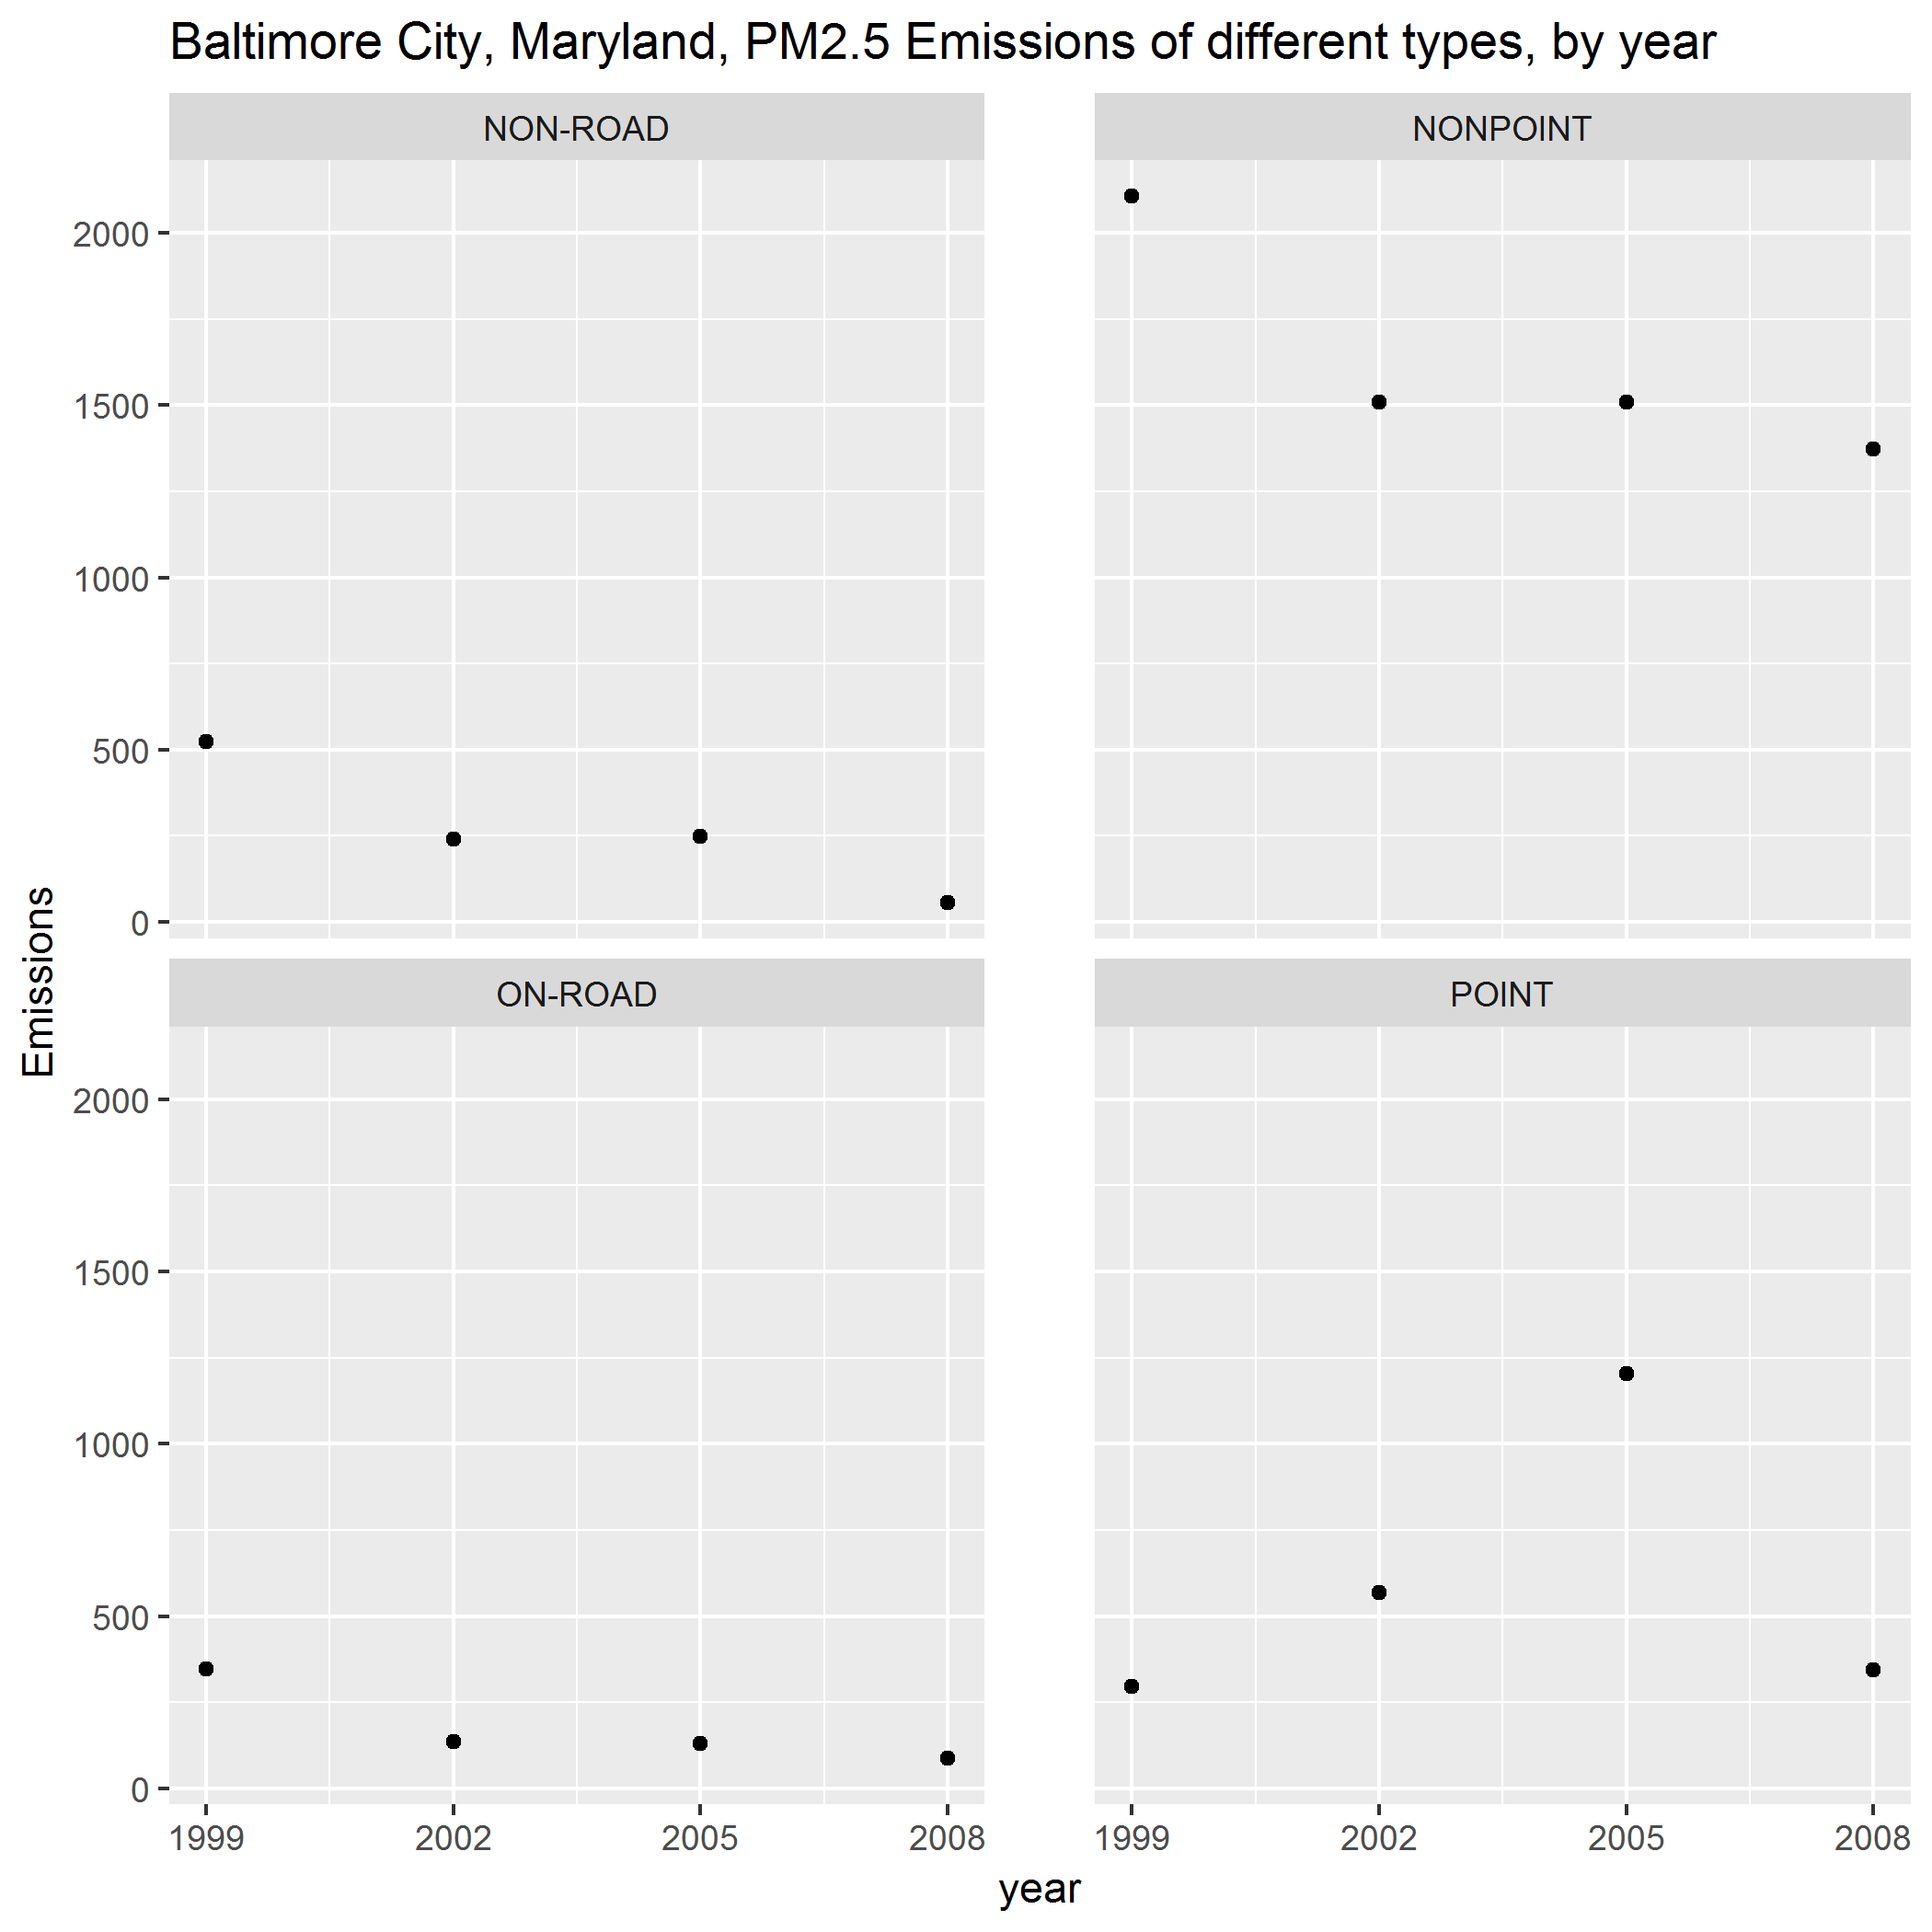 Baltimore City, Maryland, PM2.5 Emissions of different types, by year
NON-ROAD
NONPOINT
2000
1500
1000
500
0
Emissions
ON-ROAD
POINT
2000
1500
1000
500
0
1999 2002 2005 2008
1999 2002 2005 2008
year